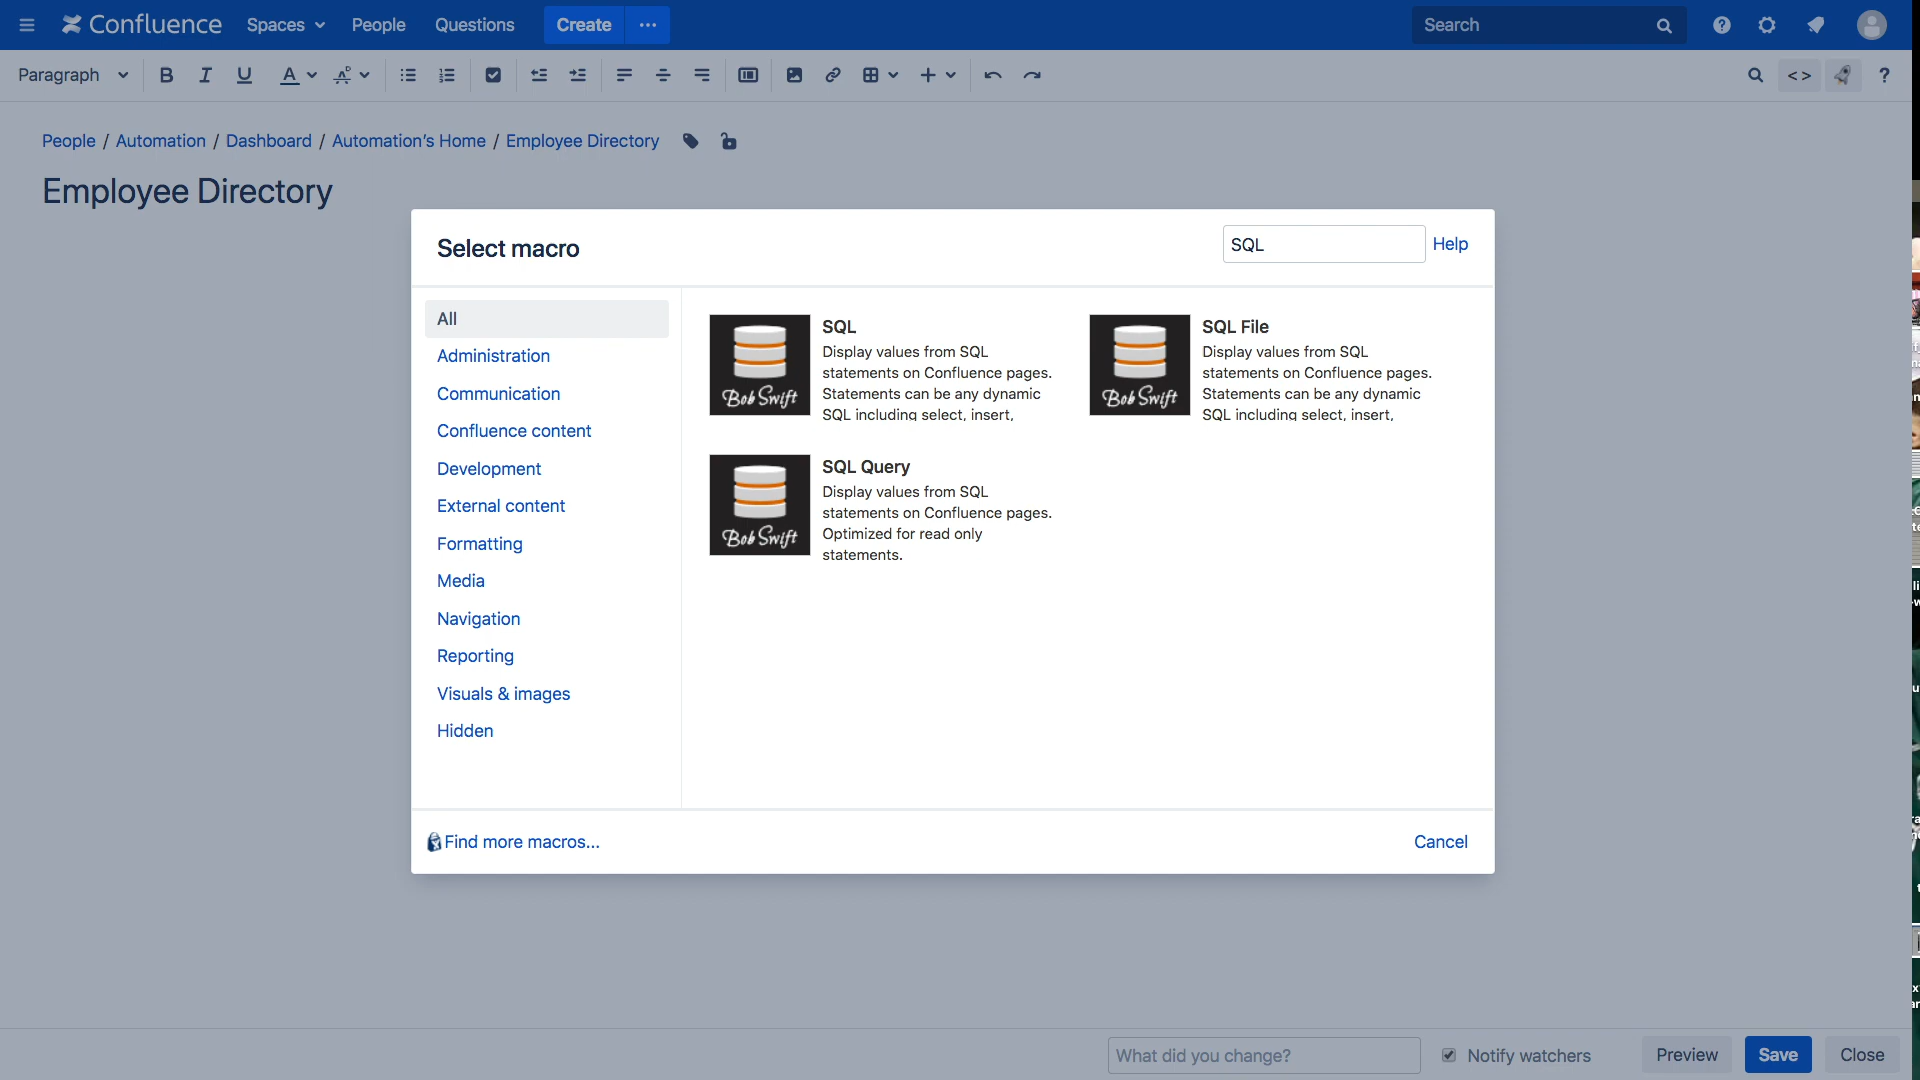 Confluence Spaces People Questions Create ··· Search
Paragraph B I U A <> ?
People / Automation / Dashboard / Automation's Home / Employee Directory
Employee Directory
Select macro
SQL
Help
All
Administration
Communication
Confluence content
Development
External content
Formatting
Media
Navigation
Reporting
Visuals & images
Hidden
Bob Swift
SQL
Display values from SQL
statements on Confluence pages.
Statements can be any dynamic
SQL including select, insert,
Bob Swift
SQL File
Display values from SQL
statements on Confluence pages.
Statements can be any dynamic
SQL including select, insert,
Bob Swift
SQL Query
Display values from SQL
statements on Confluence pages.
Optimized for read only
statements.
Find more macros...
Cancel
What did you change?
Notify watchers
Preview
Save
Close